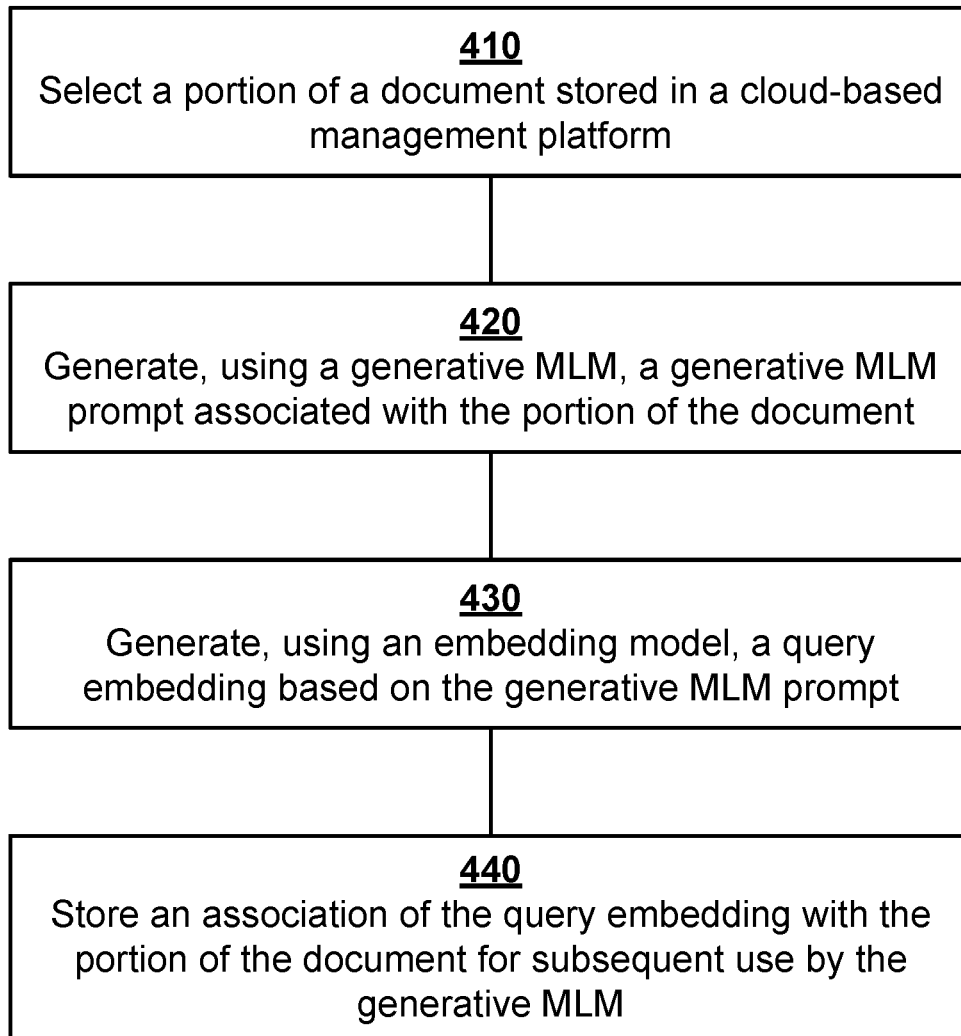 410
Select a portion of a document stored in a cloud-based
management platform
420
Generate, using a generative MLM, a generative MLM
prompt associated with the portion of the document
430
Generate, using an embedding model, a query
embedding based on the generative MLM prompt
440
Store an association of the query embedding with the
portion of the document for subsequent use by the
generative MLM